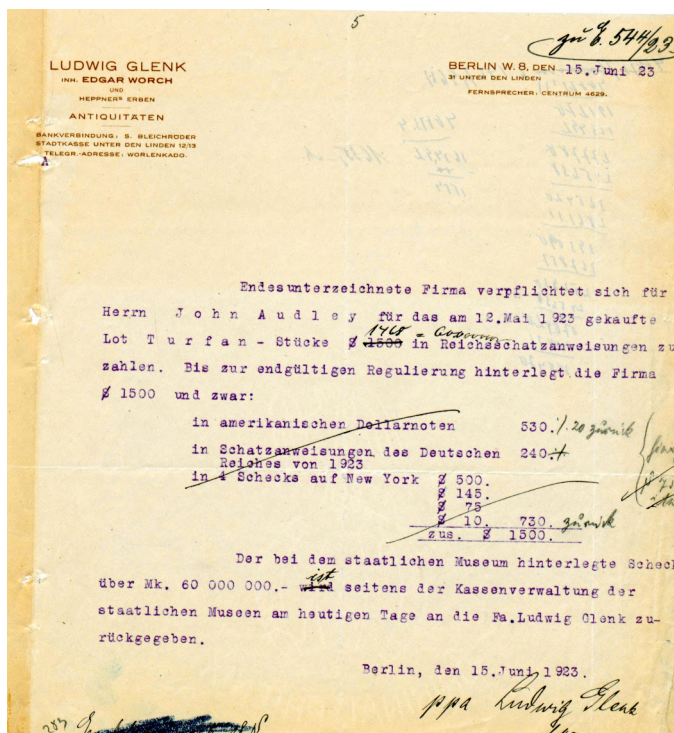 5
zu E. 544/23
LUDWIG GLENK
INH. EDGAR WORCH
UND
HEPPNERS ERBEN
ANTIQUITÄTEN
BANKVERBINDUNG: S. BLEICHRÖDER
STADTKASSE UNTER DEN LINDEN 12/13
TELEGR.-ADRESSE: WORLENKADO.
A
BERLIN W. 8, DEN 15.Juni 23
31 UNTER DEN LINDEN
FERNSPRECHER: CENTRUM 4629.
Endesunterzeichnete Firma verpflichtet sich für
Herrn John Audley für das am 12.Mai 1923 gekaufte
1468
Lot Turfan - Stücke $ 1500 in Reichsschatzanweisungen zu
zahlen. Bis zur endgültigen Regulierung hinterlegt die Firma
$ 1500 und zwar:
in amerikanischen Dollarnoten 530. 20 zurück
in Schatzanweisungen des Deutschen 240.
Reiches von 1923
in 4 Schecks auf New York $ 500.
$ 145.
$ 75
$ 10. 730. zurück
zus. $ 1500.
Der bei dem staatlichen Museum hinterlegte Scheck
ist
über Mk. 60 000 000.- wird seitens der Kassenverwaltung der
staatlichen Museen am heutigen Tage an die Fa.Ludwig Glenk zu-
rückgegeben.
Berlin, den 15.Juni 1923.
ppa Ludwig Glenk